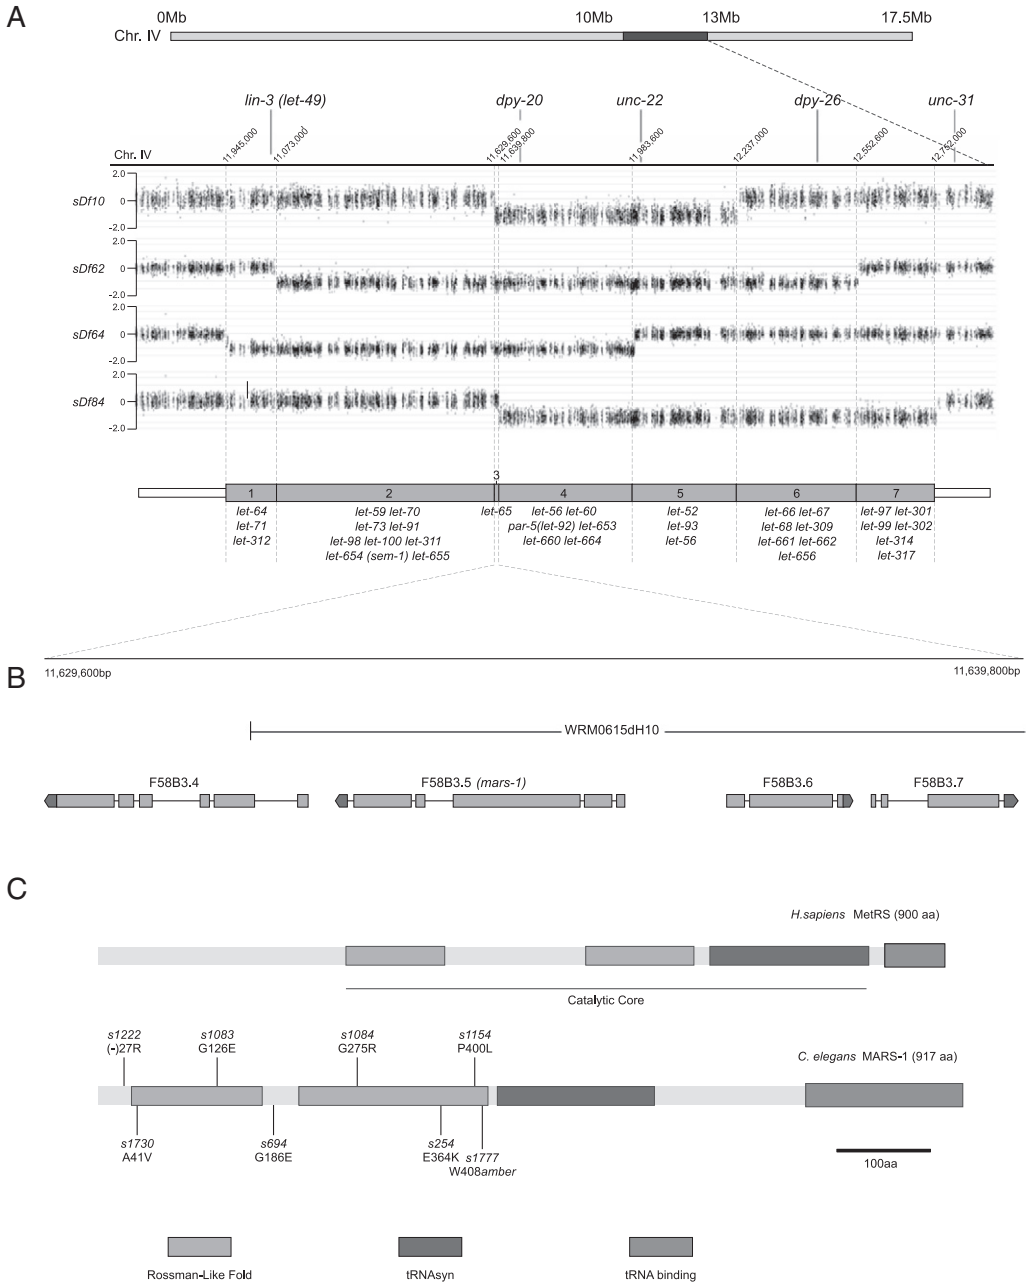 A
0Mb 10Mb 13Mb 17.5Mb
Chr. IV
lin-3 (let-49) dpy-20 unc-22 dpy-26 unc-31
Chr. IV
11,945,000 11,073,000 11,629,600 11,639,800 11,983,600 12,237,000 12,552,600 12,762,000
2.0
sDf10 0
-2.0
2.0
sDf62 0
-2.0
2.0
sDf64 0
-2.0
2.0
sDf84 0
-2.0
3
1 2 4 5 6 7
let-64 let-59 let-70 let-65 let-56 let-60 let-52 let-66 let-67 let-97 let-301
let-71 let-73 let-91 par-5(let-92) let-653 let-93 let-68 let-309 let-99 let-302
let-312 let-98 let-100 let-311 let-660 let-664 let-56 let-661 let-662 let-314
let-654 (sem-1) let-655 let-656 let-317
B
11,629,600bp 11,639,800bp
WRM0615dH10
F58B3.4 F58B3.5 (mars-1) F58B3.6 F58B3.7
C
H.sapiens MetRS (900 aa)
Catalytic Core
s1222 s1083 s1084 s1154
(-)27R G126E G275R P400L
C. elegans MARS-1 (917 aa)
s1730 s694 s254 s1777
A41V G186E E364K W408amber
100aa
Rossman-Like Fold tRNAsyn tRNA binding